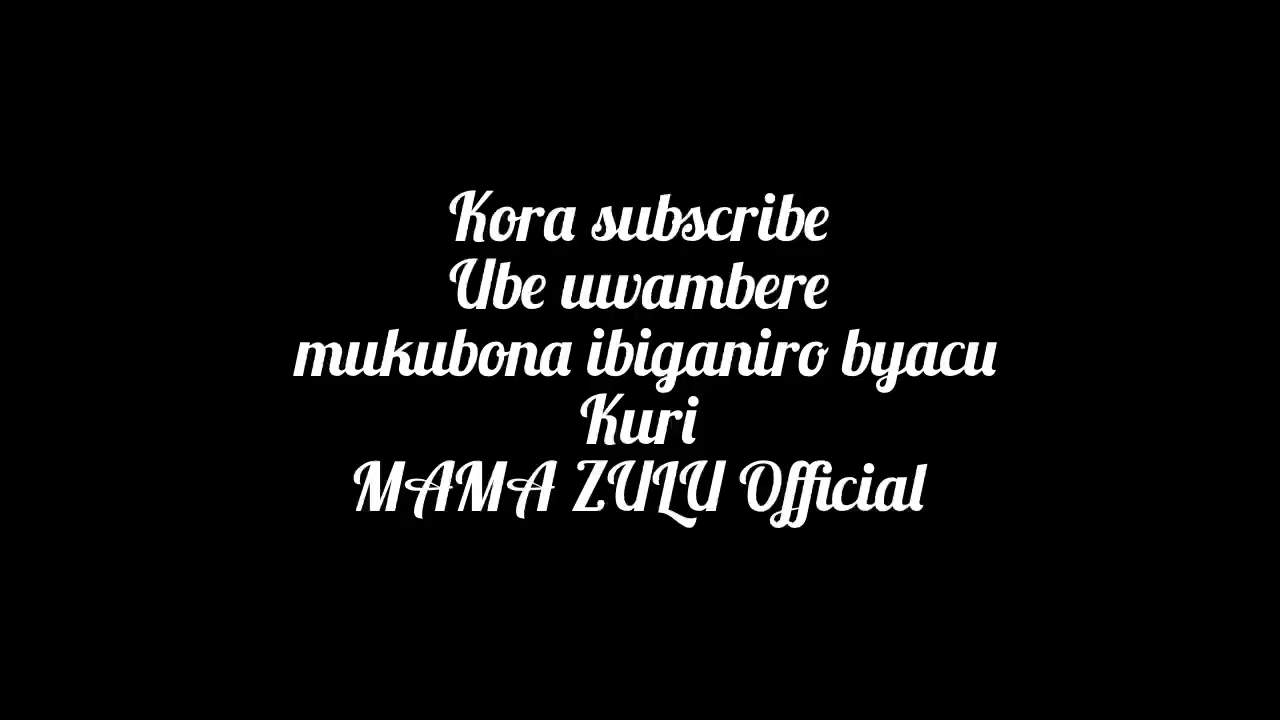 Kora subscribe
Ube uwambere
mukubona ibiganiro byacu
Kuri
MAMA ZULU Official